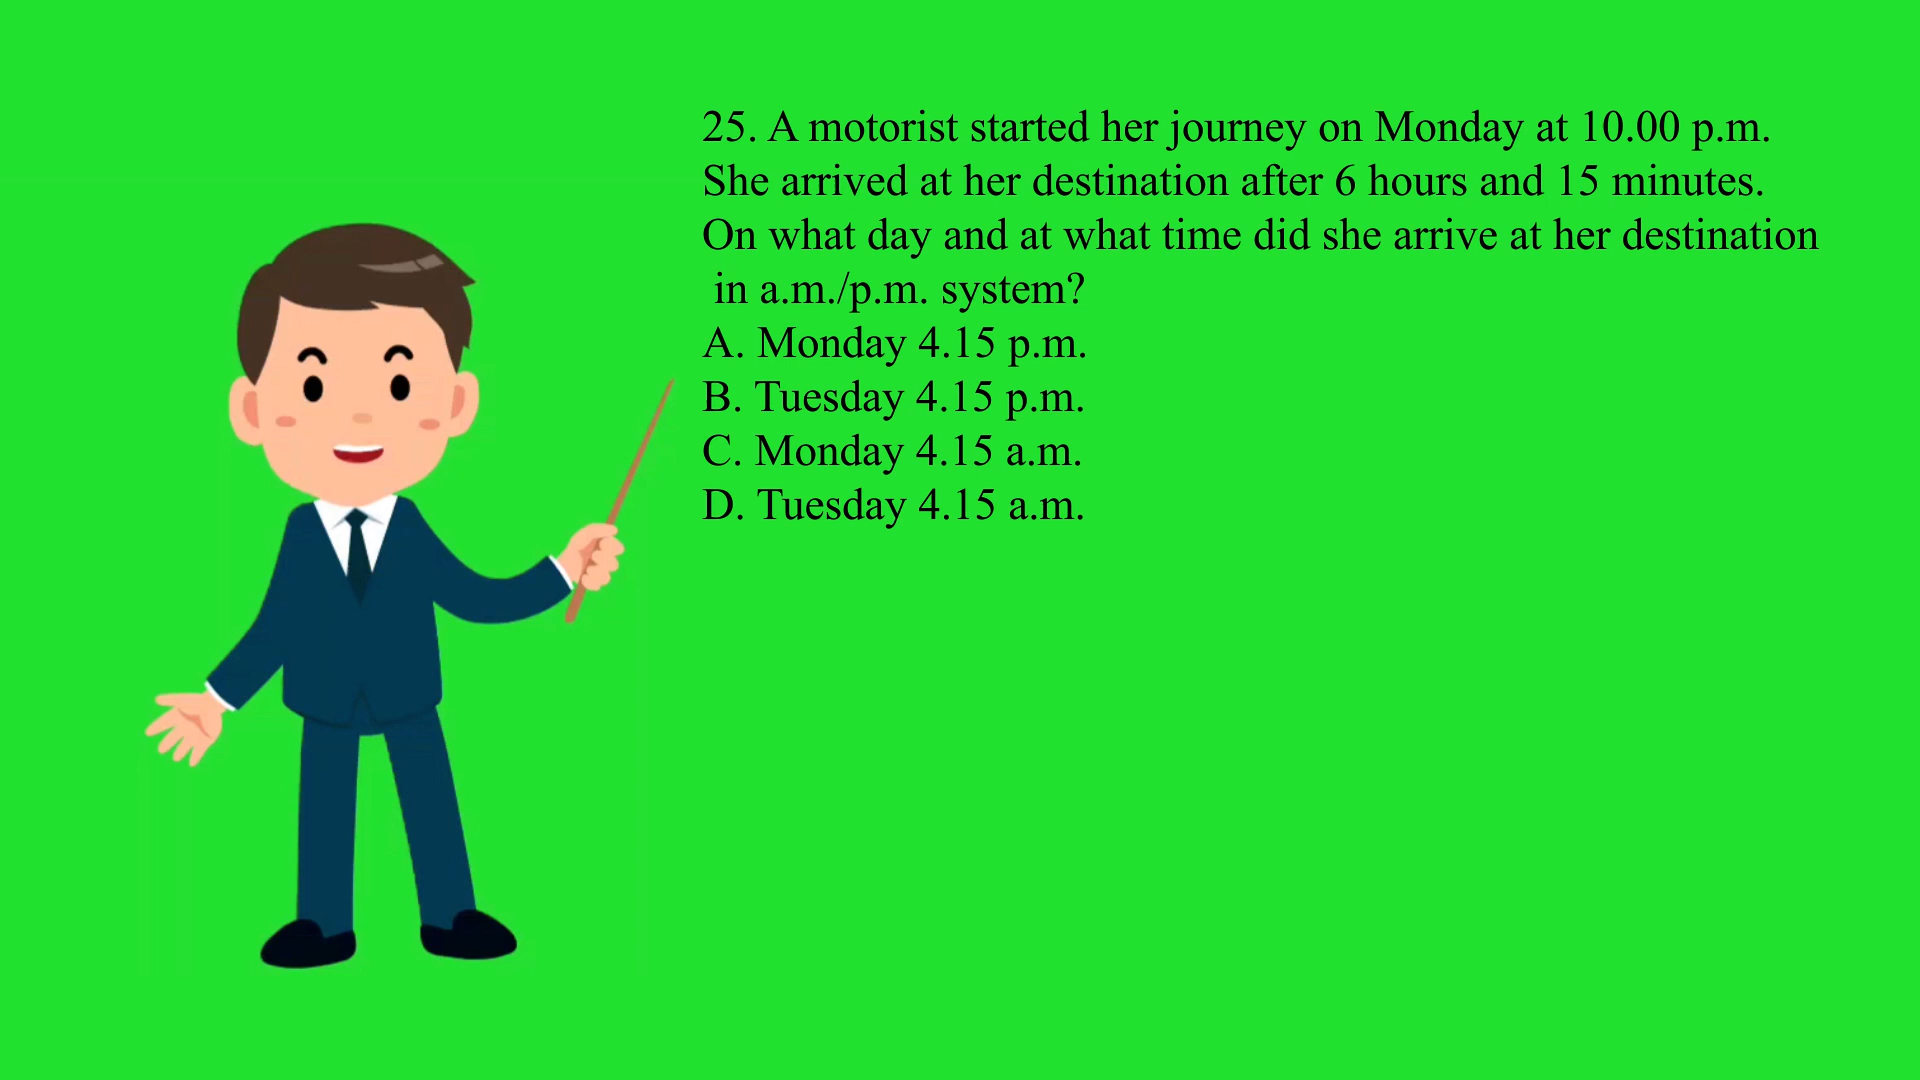 25. A motorist started her journey on Monday at 10.00 p.m.
She arrived at her destination after 6 hours and 15 minutes.
On what day and at what time did she arrive at her destination
in a.m./p.m. system?
A. Monday 4.15 p.m.
B. Tuesday 4.15 p.m.
C. Monday 4.15 a.m.
D. Tuesday 4.15 a.m.